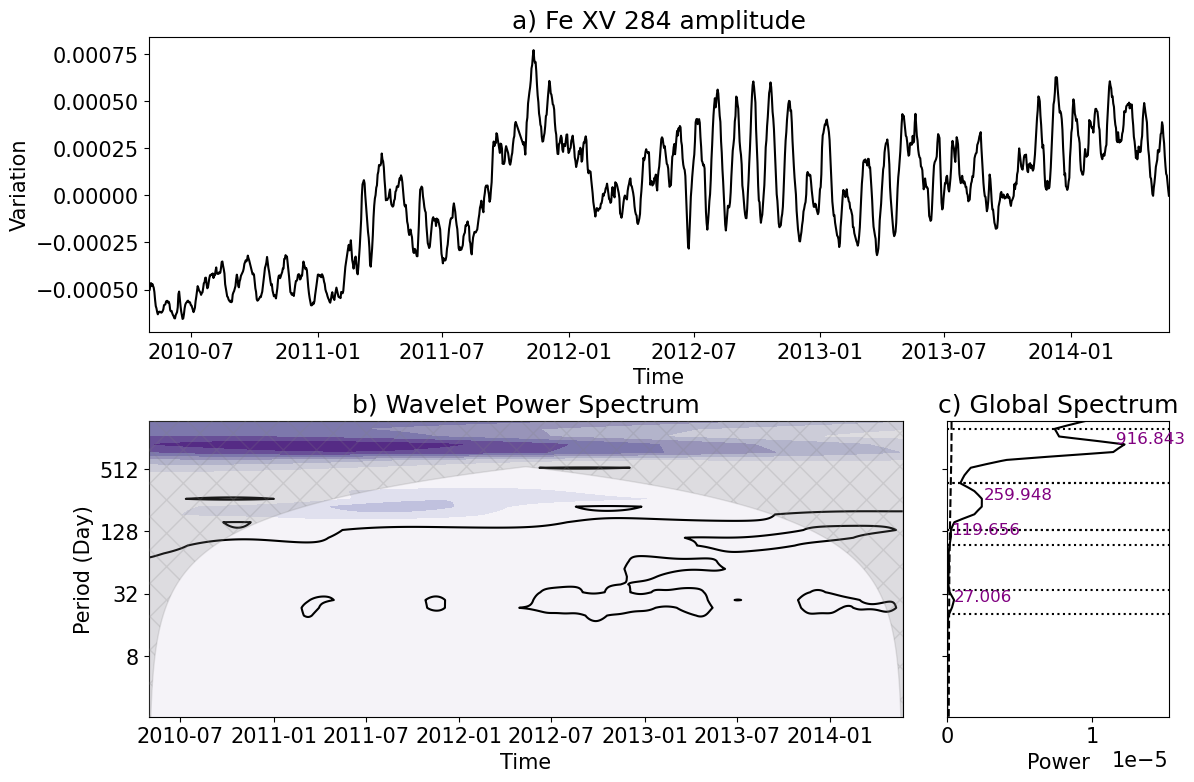 a) Fe XV 284 amplitude
Variation
0.00075
0.00050
0.00025
0.00000
−0.00025
−0.00050
2010-07 2011-01 2011-07 2012-01 2012-07 2013-01 2013-07 2014-01
Time
b) Wavelet Power Spectrum
Period (Day)
512
128
32
8
2010-07 2011-01 2011-07 2012-01 2012-07 2013-01 2013-07 2014-01
Time
c) Global Spectrum
916.843
259.948
119.656
27.006
0 1
Power 1e−5